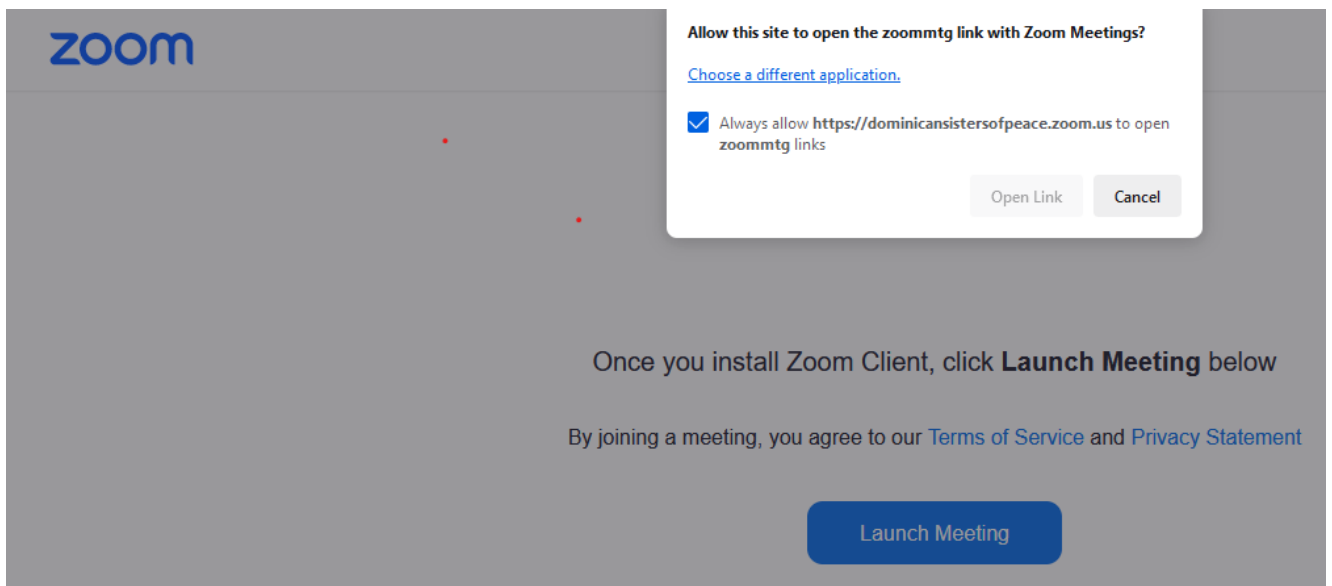 zoom
Allow this site to open the zoommtg link with Zoom Meetings?
Choose a different application.
Always allow https://dominicansistersofpeace.zoom.us to open
zoommtg links
Open Link
Cancel
Once you install Zoom Client, click Launch Meeting below
By joining a meeting, you agree to our Terms of Service and Privacy Statement
Launch Meeting